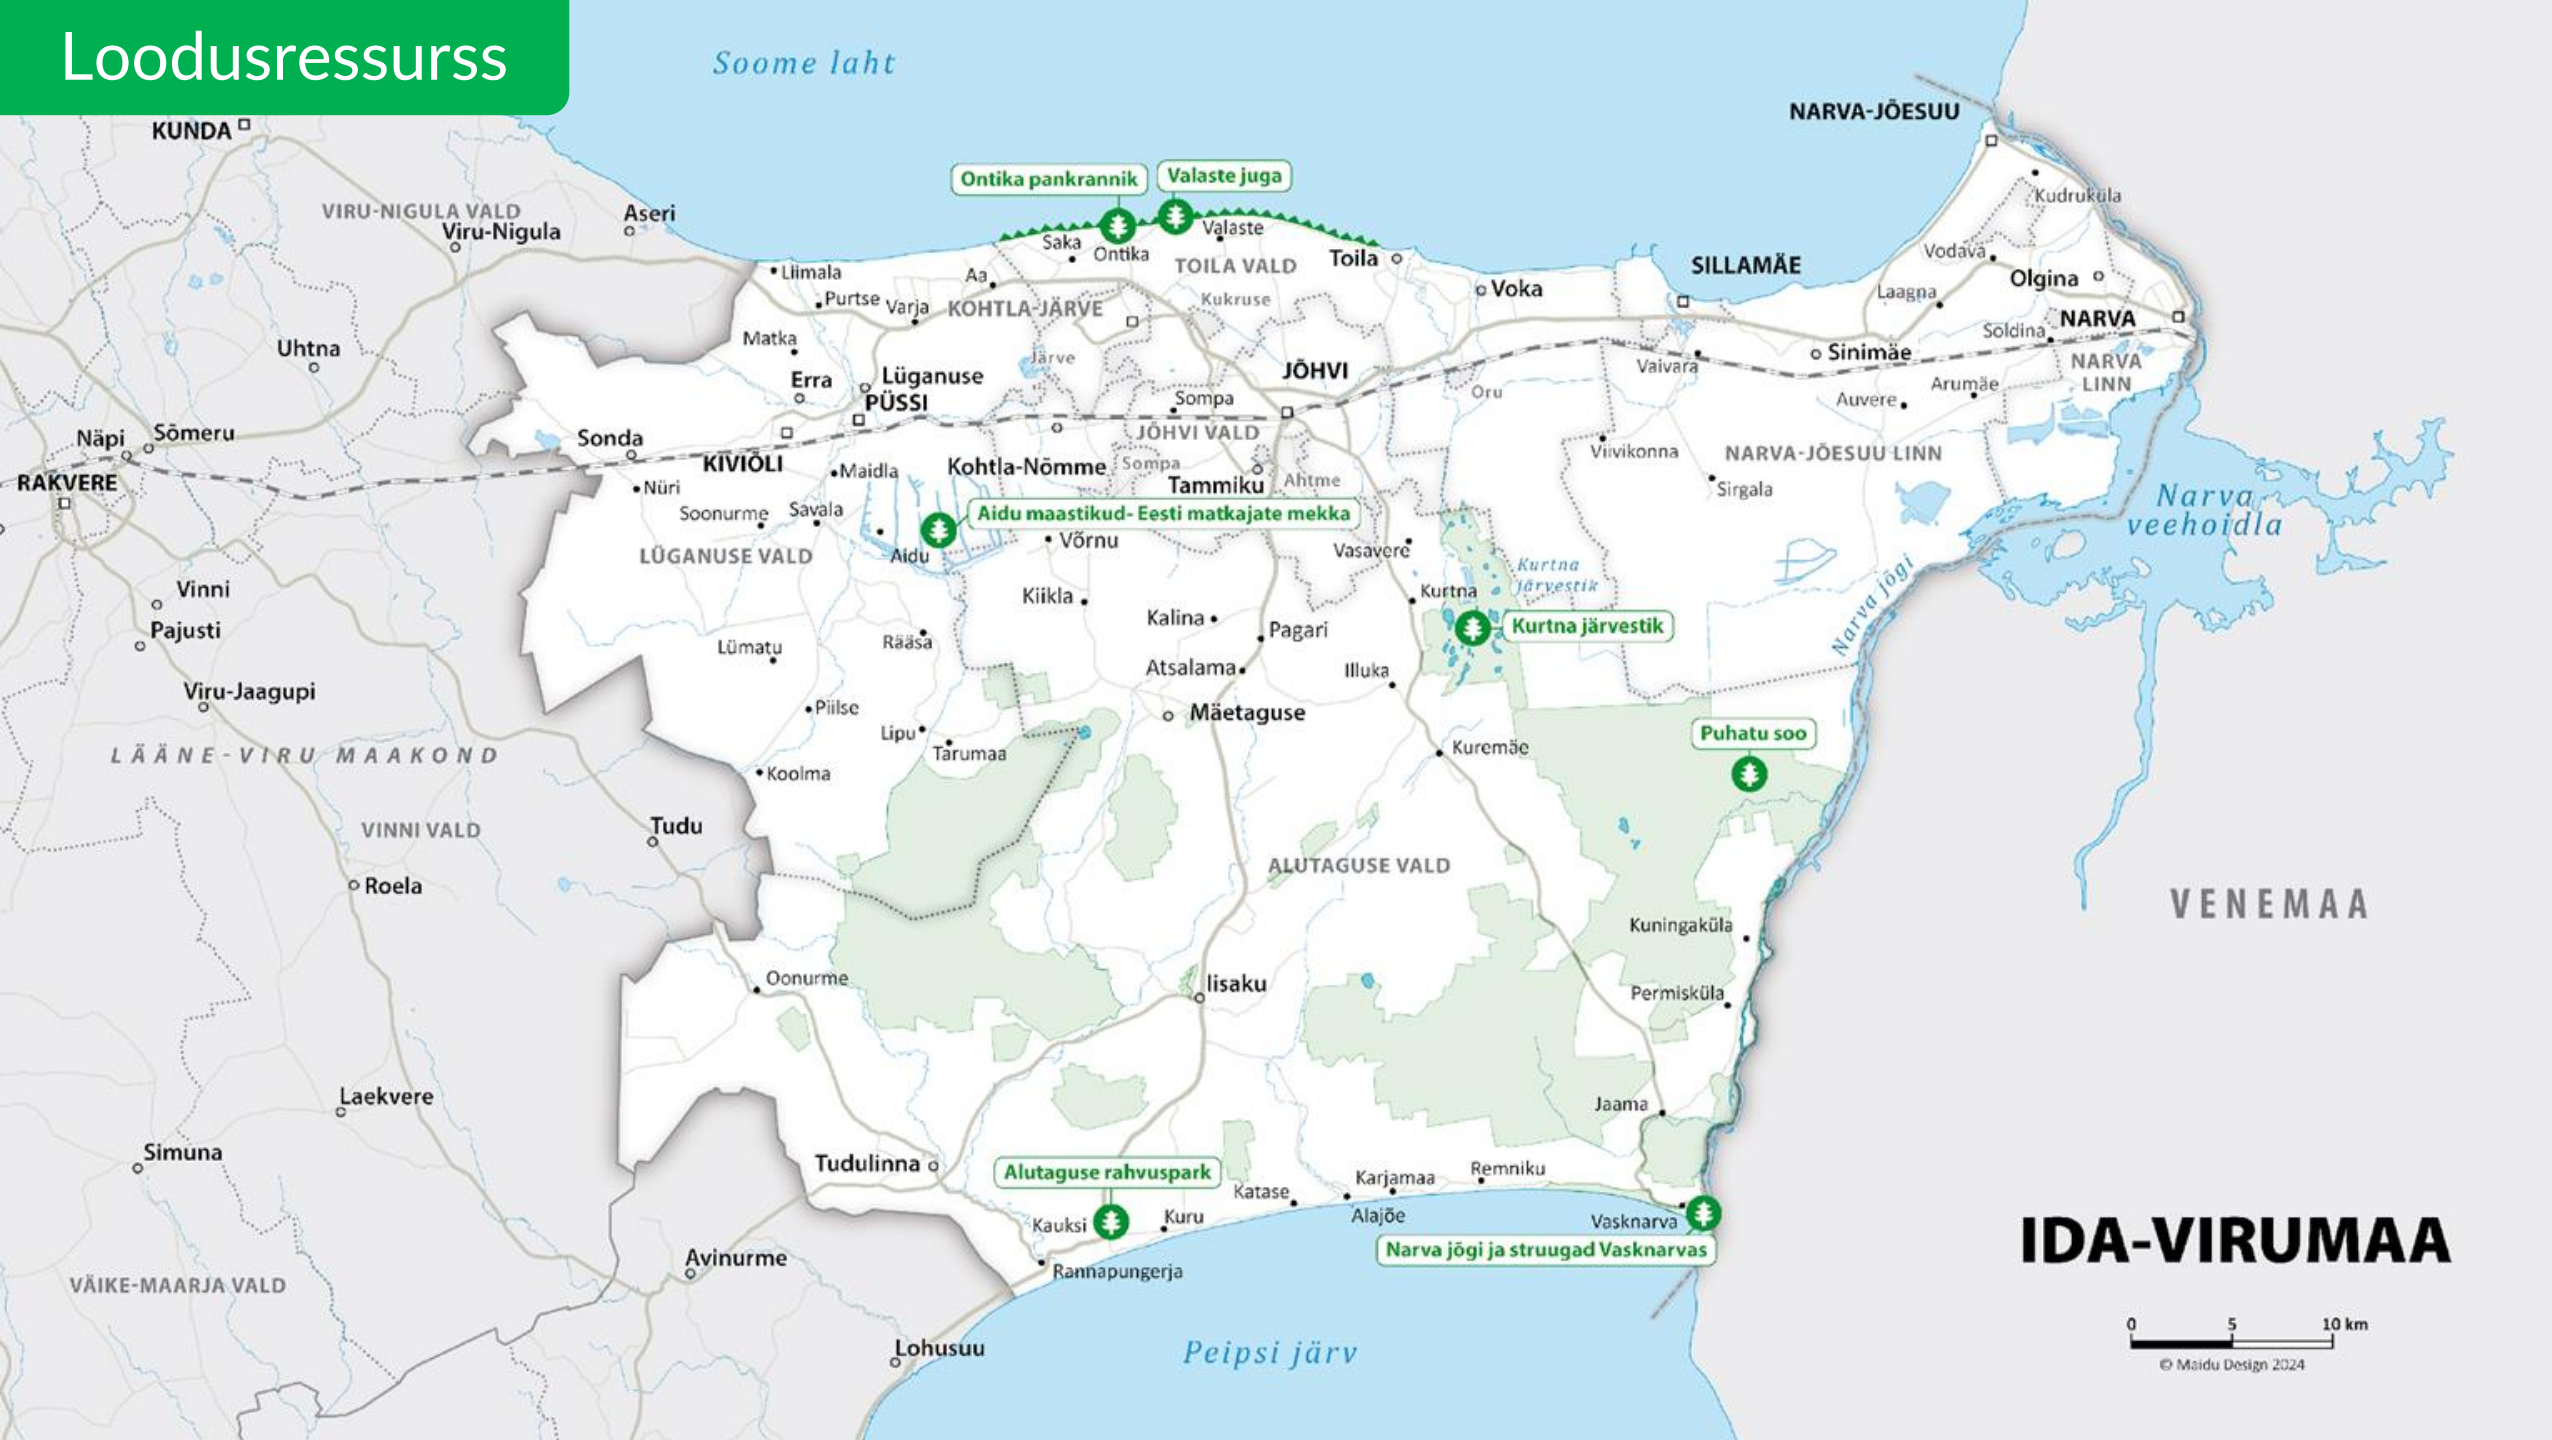 Loodusressurss
Soome laht
NARVA-JÕESUU
KUNDA
Ontika pankrannik
Valaste juga
Kudruküla
VIRU-NIGULA VALD
Aseri
Viru-Nigula
Valaste
Saka
Ontika
Vodava
Toila
TOILA VALD
SILLAMÄE
Liimala
Aa
Olgina
Purtse
Varja
KOHTLA-JÄRVE
Kukruse
Voka
Laagna
NARVA
Soldina
Matka
Uhtna
Järve
JÕHVI
Sinimäe
Vaivara
NARVA
LINN
Erra
Lüganuse
PÜSSI
Sompa
Oru
Arumäe
Auvere
Näpi
Sõmeru
Sonda
JÕHVI VALD
Viivikonna
NARVA-JÕESUU LINN
KIVIÕLI
Maidla
Kohtla-Nõmme
Sompa
RAKVERE
Nüri
Tammiku
Ahtme
Sirgala
Narva
veehoidla
Soonurme
Savala
Aidu maastikud- Eesti matkajate mekka
LÜGANUSE VALD
Aidu
Võrnu
Vasavere
Kurtna
järvestik
Vinni
Kiikla
Kurtna
Narva jõgi
Pajusti
Kalina
Pagari
Kurtna järvestik
Lümatu
Rääsa
Atsalama
Illuka
Viru-Jaagupi
Piilse
Mäetaguse
Lipu
Puhatu soo
LÄÄNE-VIRU MAAKOND
Tarumaa
Kuremäe
Koolma
VINNI VALD
Tudu
ALUTAGUSE VALD
Roela
VENEMAA
Kuningaküla
Oonurme
Iisaku
Permisküla
Laekvere
Jaama
Simuna
Tudulinna
Alutaguse rahvuspark
Karjamaa
Remniku
Katase
Kauksi
Kuru
Alajõe
Vasknarva
Narva jõgi ja struugad Vasknarvas
IDA-VIRUMAA
Avinurme
Rannapungerja
VÄIKE-MAARJA VALD
0 5 10 km
Lohusuu
Peipsi järv
© Maidu Design 2024